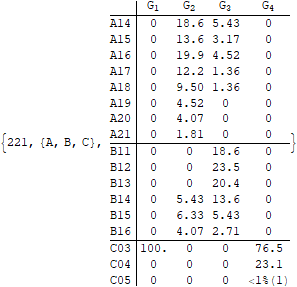 G1 G2 G3 G4
A14 0 18.6 5.43 0
A15 0 13.6 3.17 0
A16 0 19.9 4.52 0
A17 0 12.2 1.36 0
A18 0 9.50 1.36 0
A19 0 4.52 0 0
A20 0 4.07 0 0
A21 0 1.81 0 0
{221, {A, B, C}, }
B11 0 0 18.6 0
B12 0 0 23.5 0
B13 0 0 20.4 0
B14 0 5.43 13.6 0
B15 0 6.33 5.43 0
B16 0 4.07 2.71 0
C03 100. 0 0 76.5
C04 0 0 0 23.1
C05 0 0 0 <1%(1)